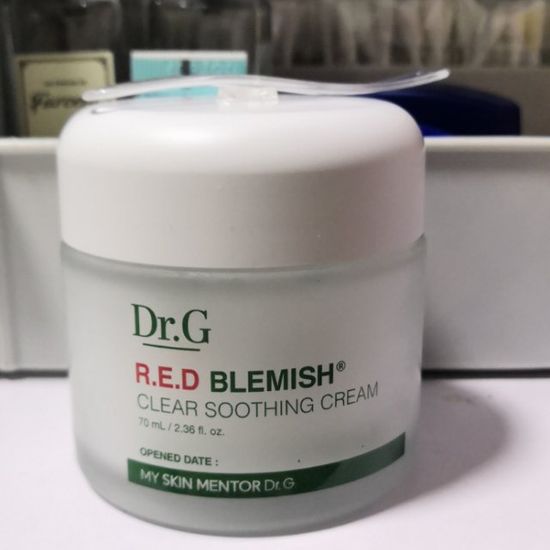 Dr.G
R.E.D BLEMISH®
CLEAR SOOTHING CREAM
70 mL / 2.36 fl. oz.
OPENED DATE :
MY SKIN MENTOR Dr.G